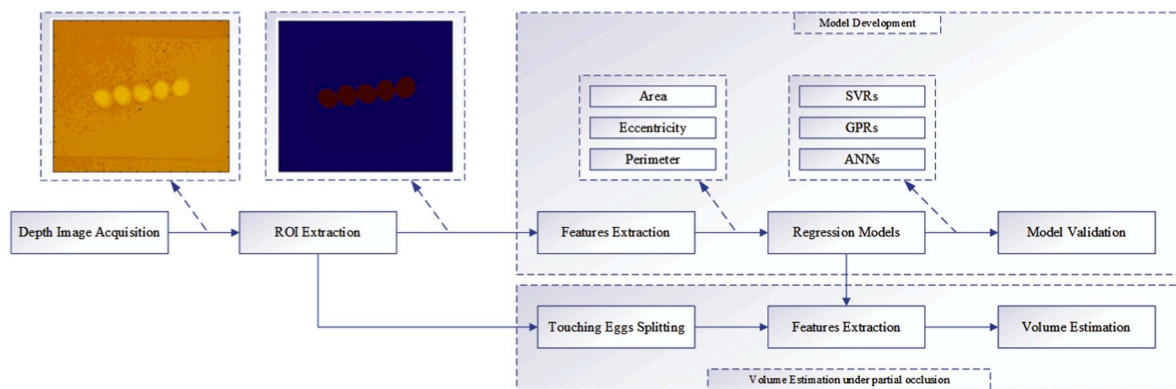 Model Development
Area
Eccentricity
Perimeter
SVRs
GPRs
ANNs
Depth Image Acquisition
ROI Extraction
Features Extraction
Regression Models
Model Validation
Touching Eggs Splitting
Features Extraction
Volume Estimation
Volume Estimation under partial occlusion